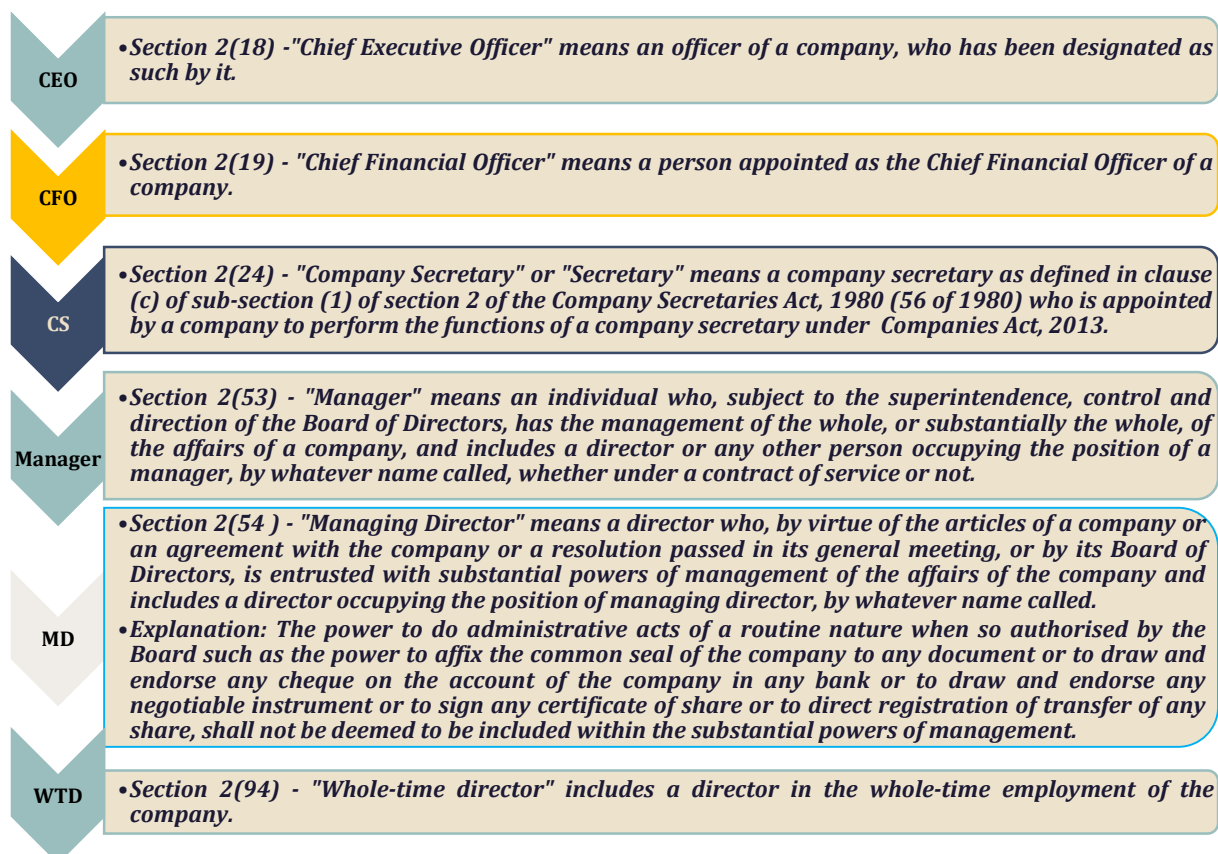 CEO
•Section 2(18) -"Chief Executive Officer" means an officer of a company, who has been designated as
such by it.
CFO
•Section 2(19) - "Chief Financial Officer" means a person appointed as the Chief Financial Officer of a
company.
CS
•Section 2(24) - "Company Secretary" or "Secretary" means a company secretary as defined in clause
(c) of sub-section (1) of section 2 of the Company Secretaries Act, 1980 (56 of 1980) who is appointed
by a company to perform the functions of a company secretary under Companies Act, 2013.
Manager
•Section 2(53) - "Manager" means an individual who, subject to the superintendence, control and
direction of the Board of Directors, has the management of the whole, or substantially the whole, of
the affairs of a company, and includes a director or any other person occupying the position of a
manager, by whatever name called, whether under a contract of service or not.
MD
•Section 2(54 ) - "Managing Director" means a director who, by virtue of the articles of a company or
an agreement with the company or a resolution passed in its general meeting, or by its Board of
Directors, is entrusted with substantial powers of management of the affairs of the company and
includes a director occupying the position of managing director, by whatever name called.
•Explanation: The power to do administrative acts of a routine nature when so authorised by the
Board such as the power to affix the common seal of the company to any document or to draw and
endorse any cheque on the account of the company in any bank or to draw and endorse any
negotiable instrument or to sign any certificate of share or to direct registration of transfer of any
share, shall not be deemed to be included within the substantial powers of management.
WTD
•Section 2(94) - "Whole-time director" includes a director in the whole-time employment of the
company.